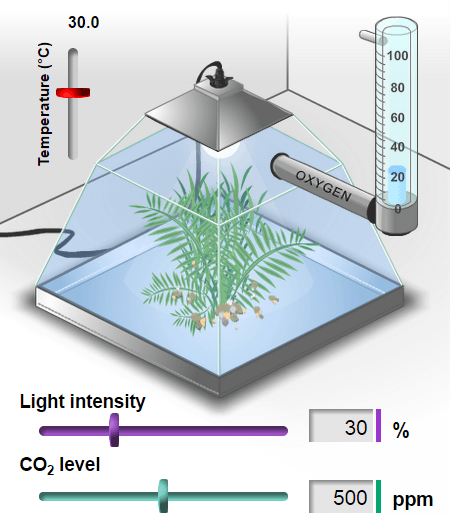 30.0
Temperature (°C)
100
80
60
40
20
0
OXYGEN
Light intensity
30 %
CO₂ level
500 ppm